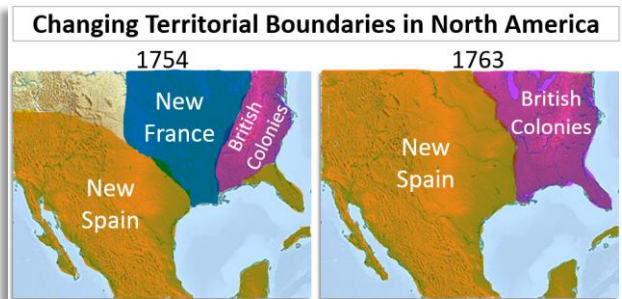 Changing Territorial Boundaries in North America
1754
New
France
British
Colonies
New
Spain
1763
British
Colonies
New
Spain